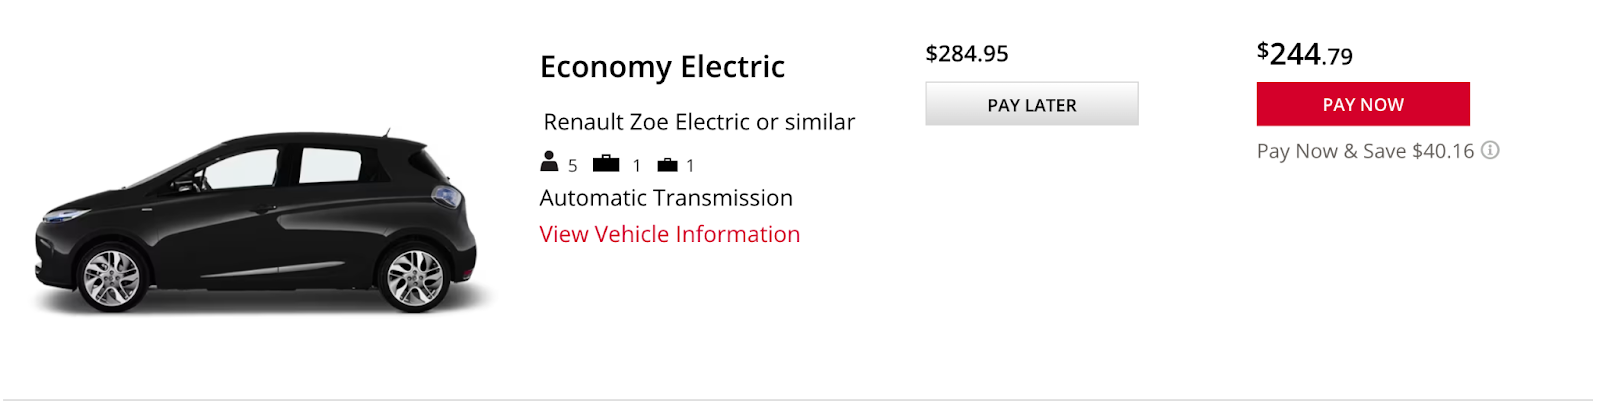 Economy Electric
Renault Zoe Electric or similar
5 1 1
Automatic Transmission
View Vehicle Information
$284.95
PAY LATER
$244.79
PAY NOW
Pay Now & Save $40.16